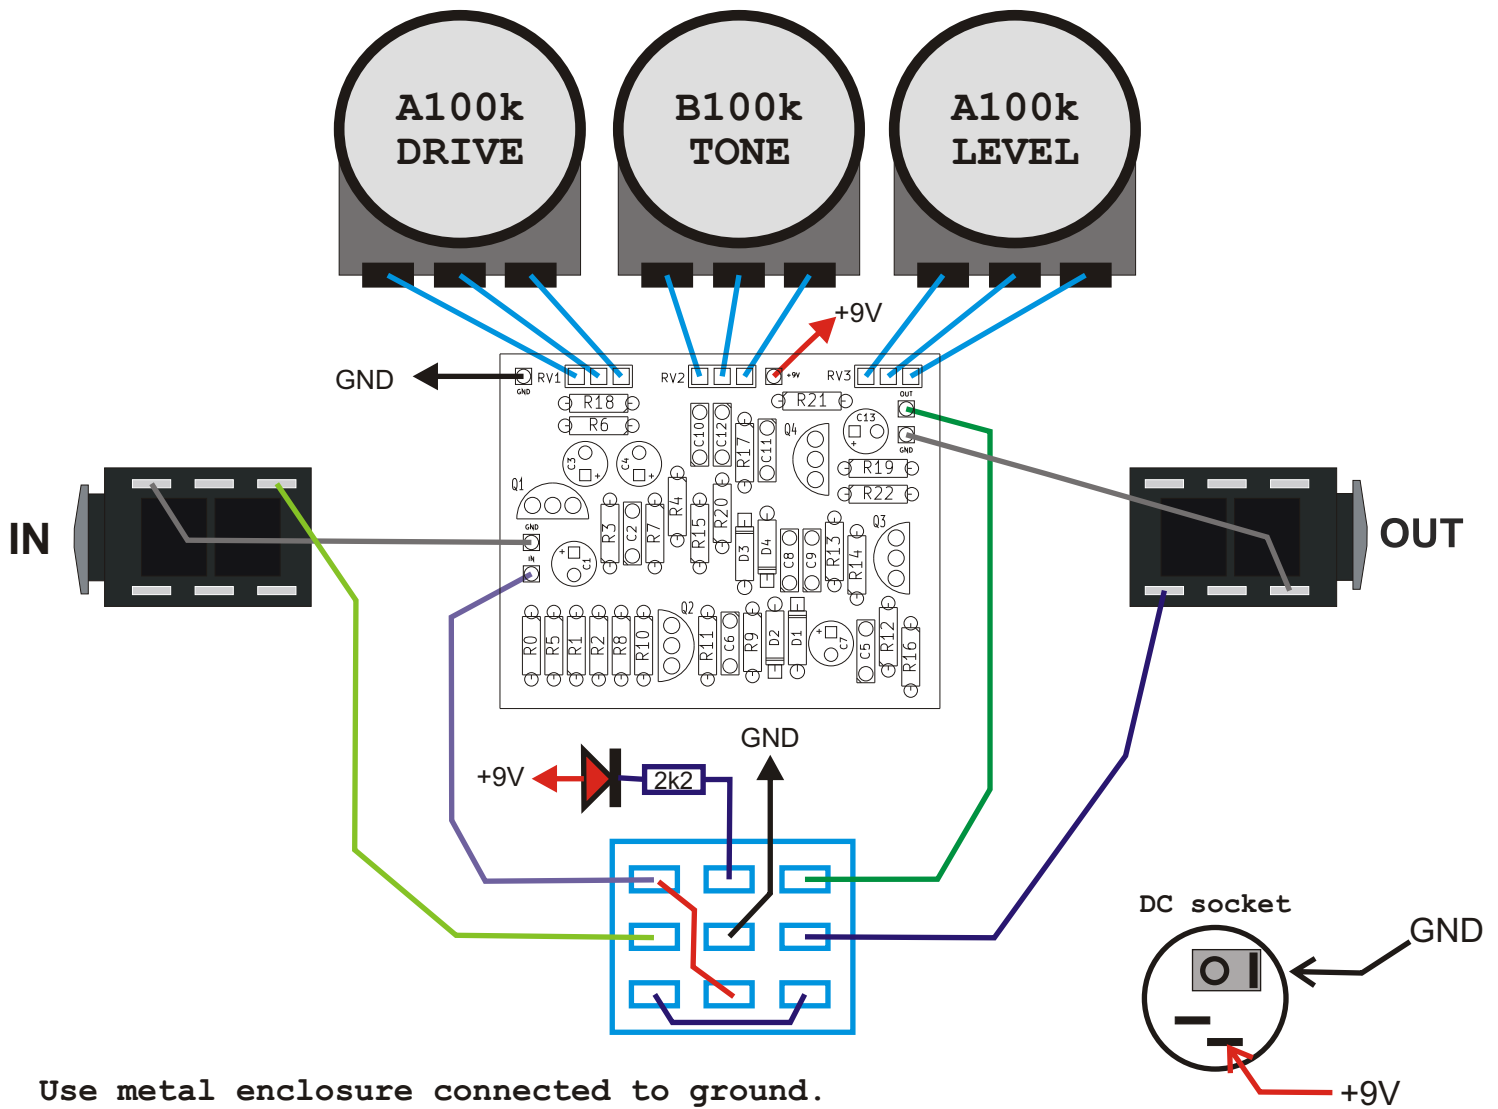 A100k
DRIVE
B100k
TONE
A100k
LEVEL
+9V
GND
GND
RV1
RV2
+9V
RV3
OUT
R18
R6
R21
C13
+
GND
C10
C12
R17
C11
Q4
C3
+
C4
+
R19
R22
Q1
R4
R3
C2
R7
R15
R20
D3
D4
C8
C9
R13
R14
Q3
GND
IN
+
C1
IN
OUT
R0
R5
R1
R2
R8
R10
Q2
R11
C6
R9
D2
D1
+
C7
C5
R12
R16
GND
+9V
2k2
DC socket
GND
+9V
Use metal enclosure connected to ground.